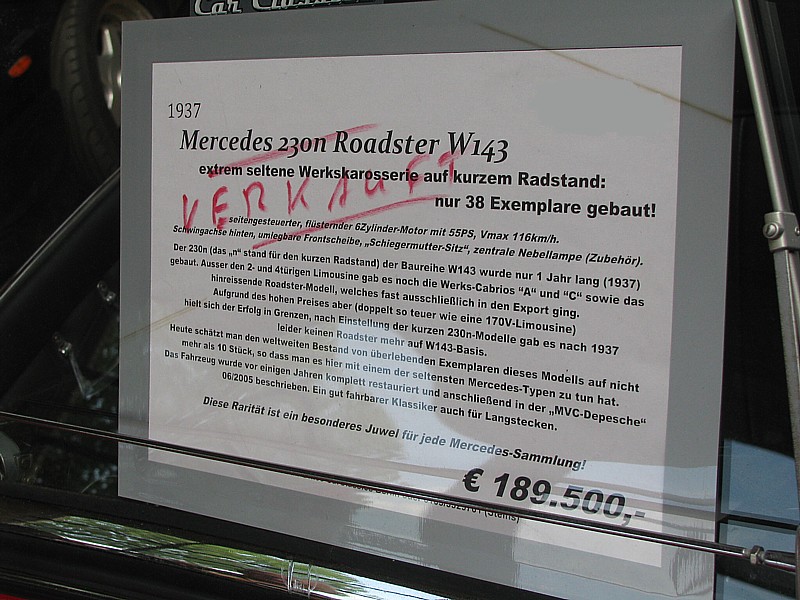 Car
1937
Mercedes 230n Roadster W143
extrem seltene Werkskarosserie auf kurzem Radstand:
VERKAUFT
nur 38 Exemplare gebaut!
seitengesteuerter, flüsternder 6Zylinder-Motor mit 55PS, Vmax 116km/h.
Schwingachse hinten, umlegbare Frontscheibe, „Schiegermutter-Sitz“, zentrale Nebellampe (Zubehör).
Der 230n (das „n“ stand für den kurzen Radstand) der Baureihe W143 wurde nur 1 Jahr lang (1937)
gebaut. Ausser den 2- und 4türigen Limousine gab es noch die Werks-Cabrios "A" und "C" sowie das
hinreissende Roadster-Modell, welches fast ausschließlich in den Export ging.
Aufgrund des hohen Preises aber (doppelt so teuer wie eine 170V-Limousine)
hielt sich der Erfolg in Grenzen, nach Einstellung der kurzen 230n-Modelle gab es nach 1937
leider keinen Roadster mehr auf W143-Basis.
Heute schätzt man den weltweiten Bestand von überlebenden Exemplaren dieses Modells auf nicht
mehr als 10 Stück, so dass man es hier mit einem der seltensten Mercedes-Typen zu tun hat.
Das Fahrzeug wurde vor einigen Jahren komplett restauriert und anschließend in der „MVC-Depesche“
06/2005 beschrieben. Ein gut fahrbarer Klassiker auch für Langstecken.
Diese Rarität ist ein besonderes Juwel für jede Mercedes-Sammlung!
€ 189.500,-